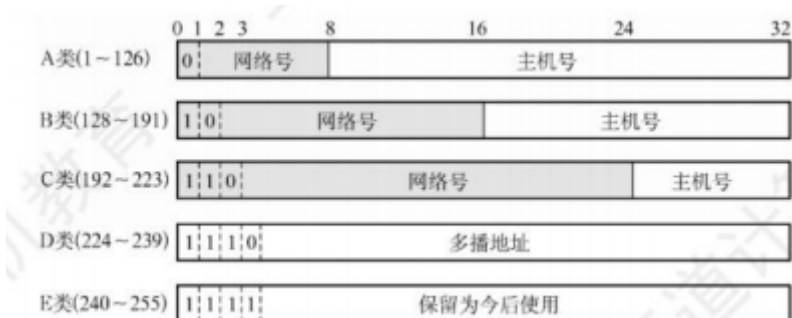 0 1 2 3 8 16 24 32
A类(1~126) 0 网络号 主机号
B类(128~191) 1 0 网络号 主机号
C类(192~223) 1 1 0 网络号 主机号
D类(224~239) 1 1 1 0 多播地址
E类(240~255) 1 1 1 1 保留为今后使用